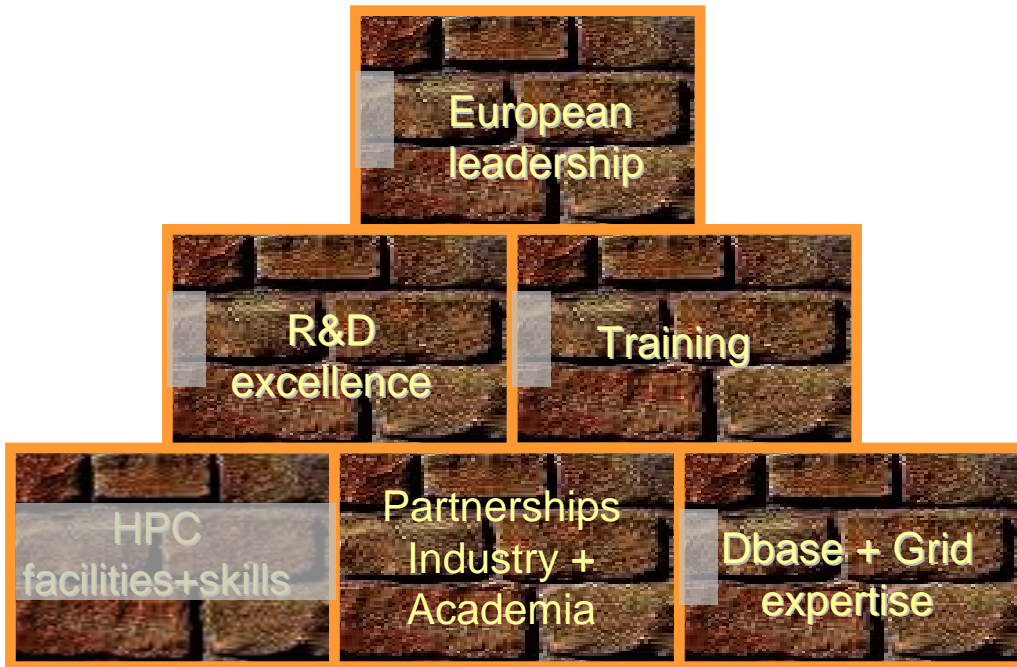 European
leadership
R&D
excellence
Training
HPC
facilities+skills
Partnerships
Industry +
Academia
Dbase + Grid
expertise